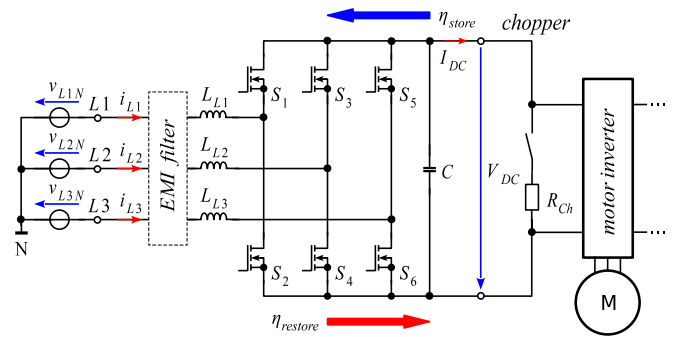 η_store
chopper
I_DC
v_L1N
L1
i_L1
L_L1
S_1
S_3
S_5
v_L2N
L2
i_L2
L_L2
v_L3N
L3
i_L3
L_L3
EMI filter
C
V_DC
R_Ch
motor inverter
N
S_2
S_4
S_6
M
η_restore